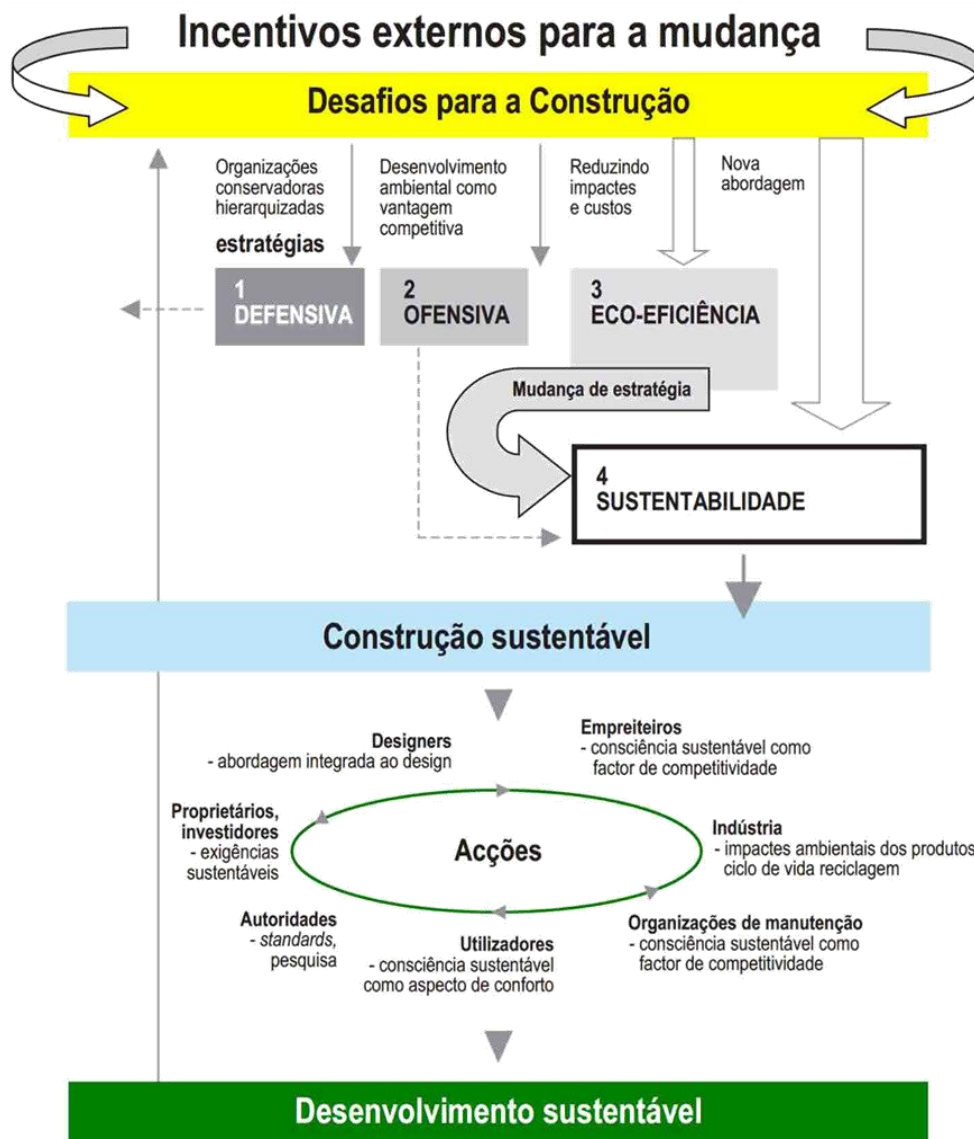 Incentivos externos para a mudança
Desafios para a Construção
Organizações
conservadoras
hierarquizadas
Desenvolvimento
ambiental como
vantagem
competitiva
Reduzindo
impactes
e custos
Nova
abordagem
estratégias
1
DEFENSIVA
2
OFENSIVA
3
ECO-EFICIÊNCIA
Mudança de estratégia
4
SUSTENTABILIDADE
Construção sustentável
Designers
- abordagem integrada ao design
Empreiteiros
- consciência sustentável como
factor de competitividade
Proprietários,
investidores
- exigências
sustentáveis
Acções
Indústria
- impactes ambientais dos produtos
ciclo de vida reciclagem
Autoridades
- standards,
pesquisa
Utilizadores
- consciência sustentável
como aspecto de conforto
Organizações de manutenção
- consciência sustentável como
factor de competitividade
Desenvolvimento sustentável